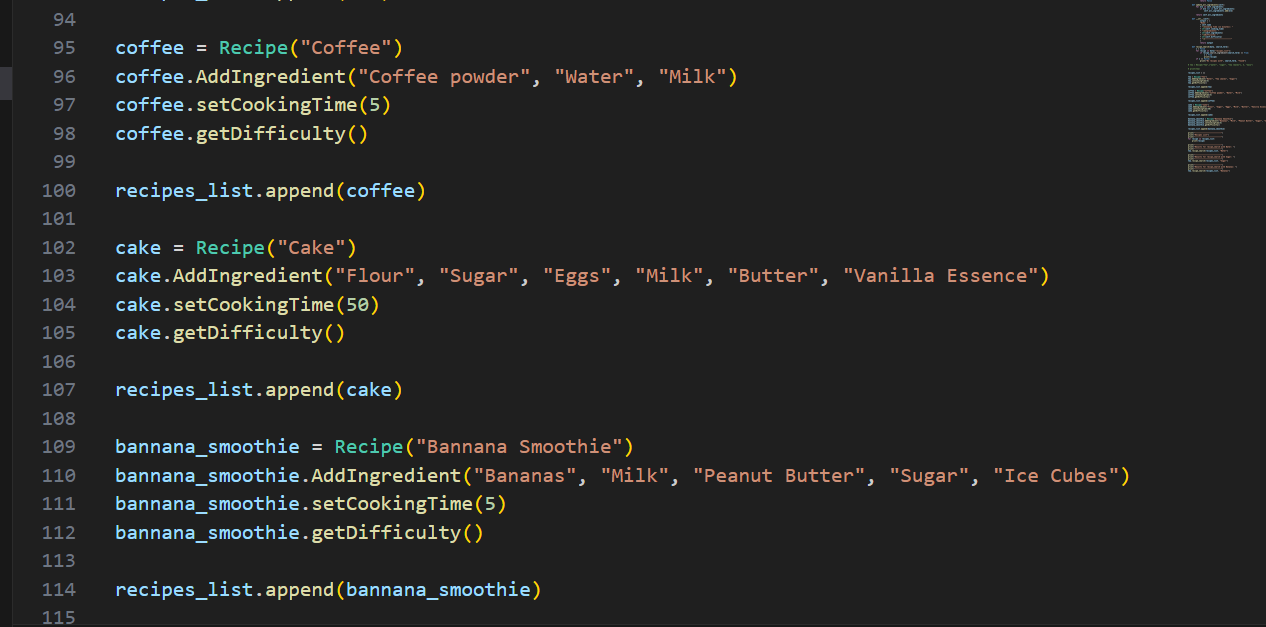 94
95 coffee = Recipe("Coffee")
96 coffee.AddIngredient("Coffee powder", "Water", "Milk")
97 coffee.setCookingTime(5)
98 coffee.getDifficulty()
99
100 recipes_list.append(coffee)
101
102 cake = Recipe("Cake")
103 cake.AddIngredient("Flour", "Sugar", "Eggs", "Milk", "Butter", "Vanilla Essence")
104 cake.setCookingTime(50)
105 cake.getDifficulty()
106
107 recipes_list.append(cake)
108
109 bannana_smoothie = Recipe("Bannana Smoothie")
110 bannana_smoothie.AddIngredient("Bananas", "Milk", "Peanut Butter", "Sugar", "Ice Cubes")
111 bannana_smoothie.setCookingTime(5)
112 bannana_smoothie.getDifficulty()
113
114 recipes_list.append(bannana_smoothie)
115